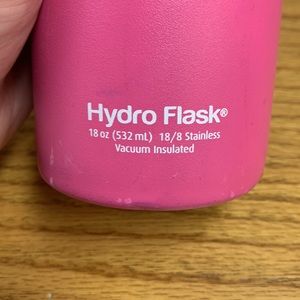 Hydro Flask®
18 oz (532 mL) 18/8 Stainless
Vacuum Insulated